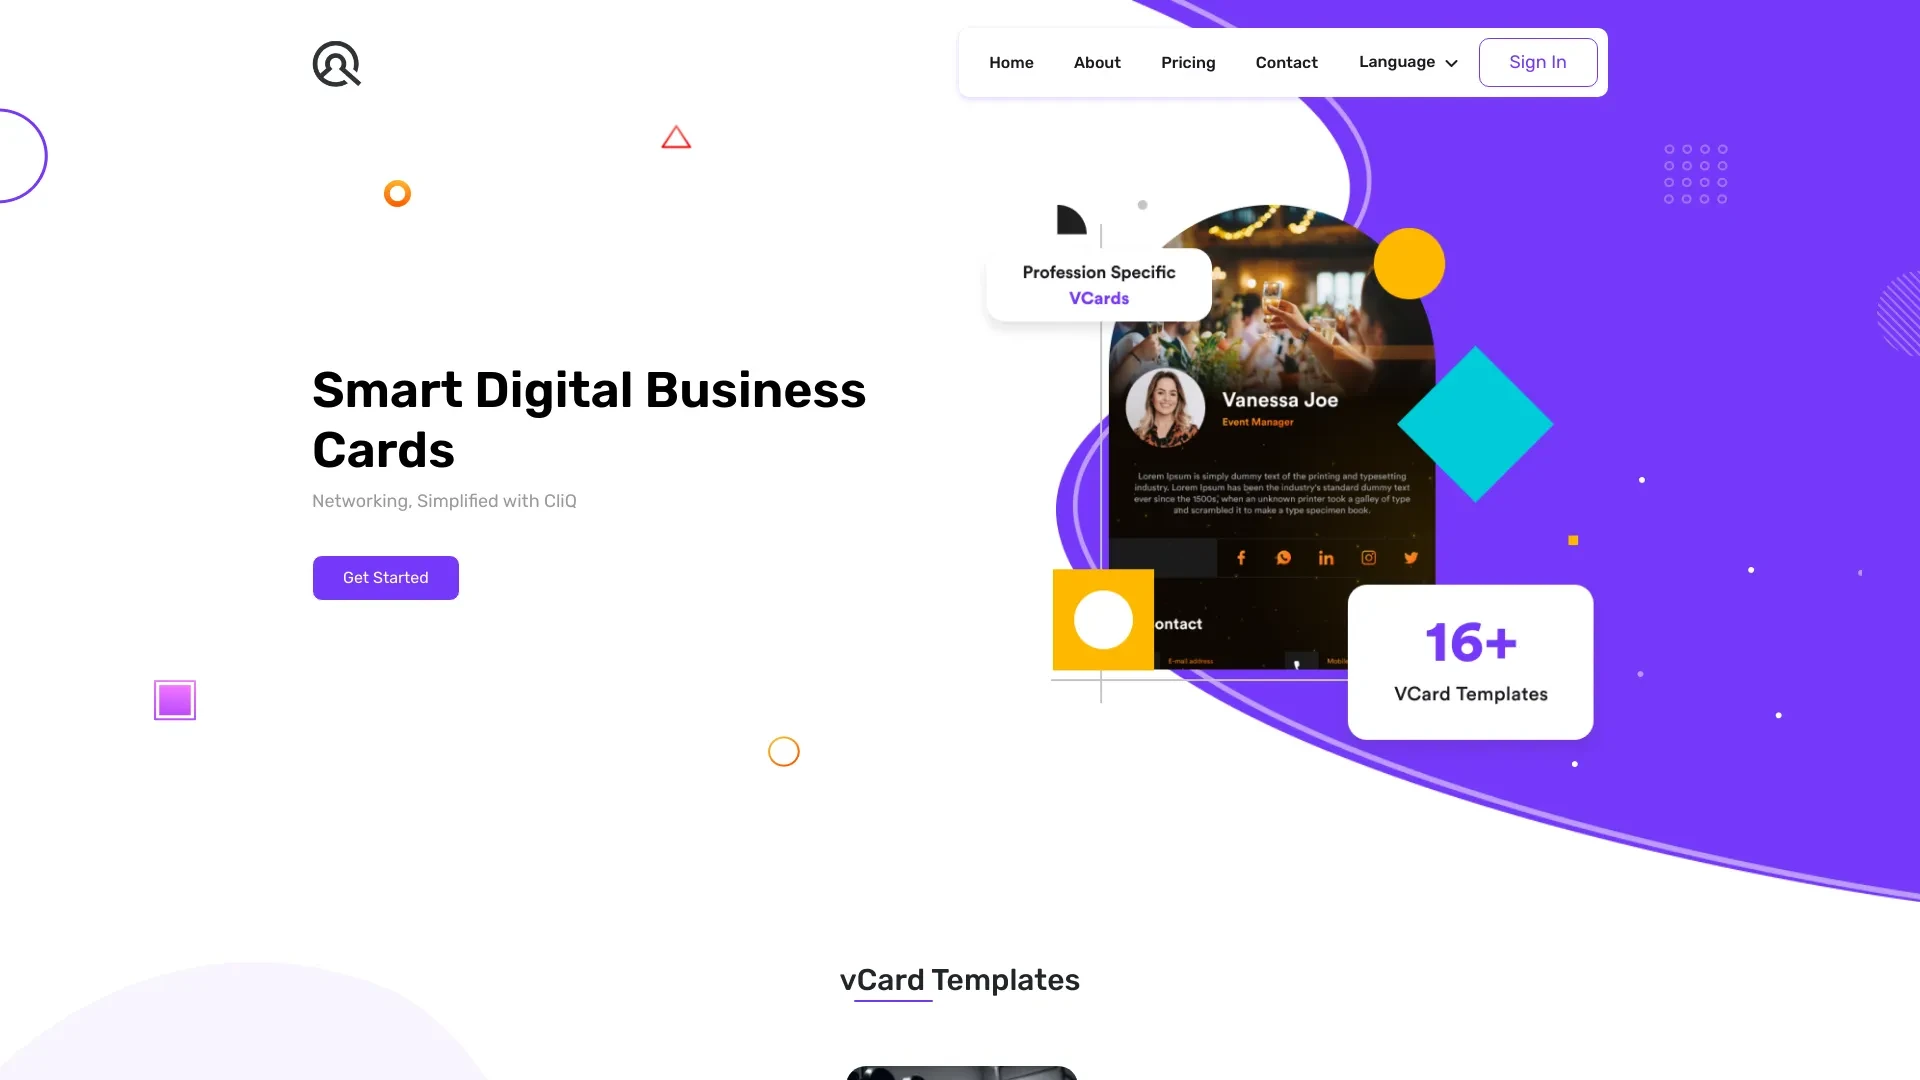 Home
About
Pricing
Contact
Language
Sign In
Profession Specific
VCards
Smart Digital Business
Cards
Networking, Simplified with CliQ
Get Started
Vanessa Joe
Event Manager
Lorem Ipsum is simply dummy text of the printing and typesetting
industry. Lorem Ipsum has been the industry's standard dummy text
ever since the 1500s, when an unknown printer took a galley of type
and scrambled it to make a type specimen book.
ontact
E-mail address
Mobile
16+
VCard Templates
vCard Templates